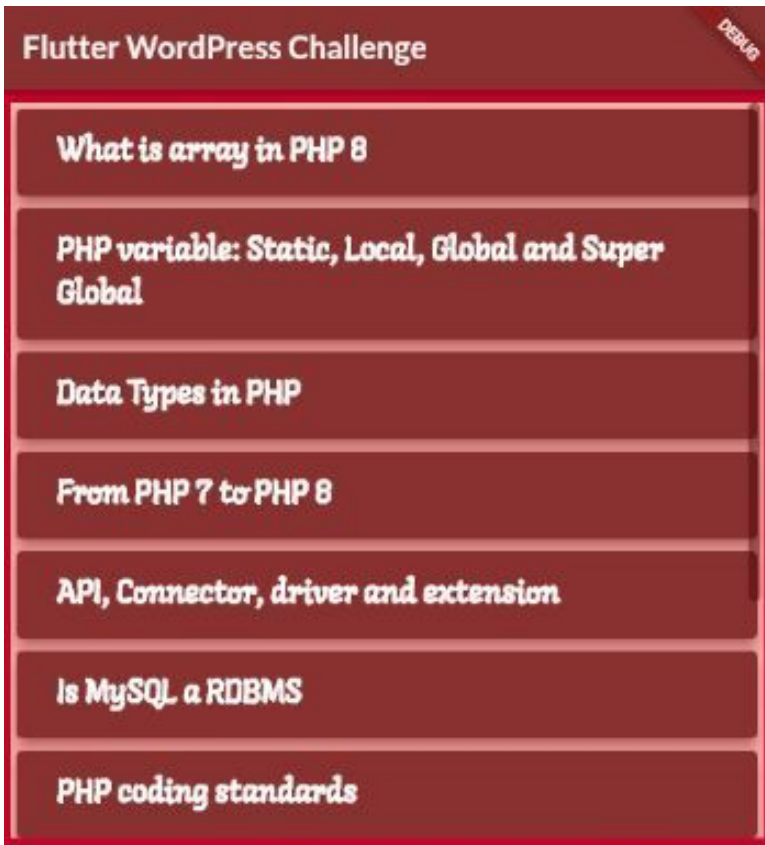 Flutter WordPress Challenge
DEBUG
What is array in PHP 8
PHP variable: Static, Local, Global and Super
Global
Data Types in PHP
From PHP 7 to PHP 8
API, Connector, driver and extension
Is MySQL a RDBMS
PHP coding standards